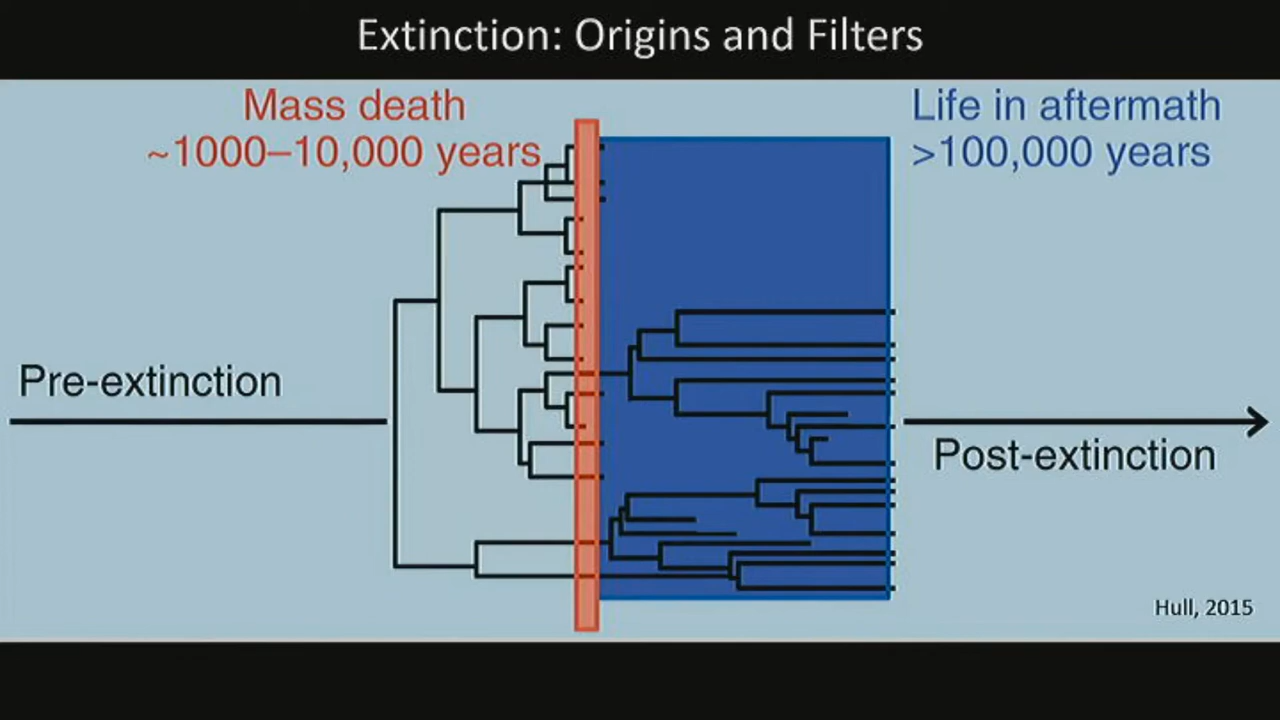 Extinction: Origins and Filters
Mass death
~1000–10,000 years
Life in aftermath
>100,000 years
Pre-extinction
Post-extinction
Hull, 2015